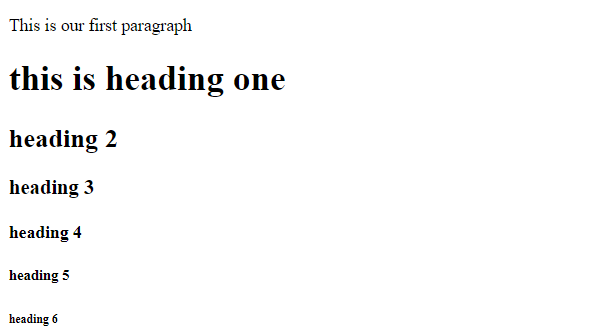 This is our first paragraph
this is heading one
heading 2
heading 3
heading 4
heading 5
heading 6